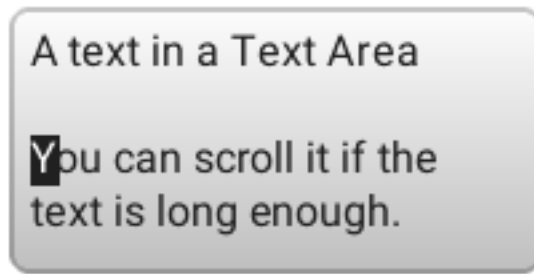 A text in a Text Area
You can scroll it if the
text is long enough.